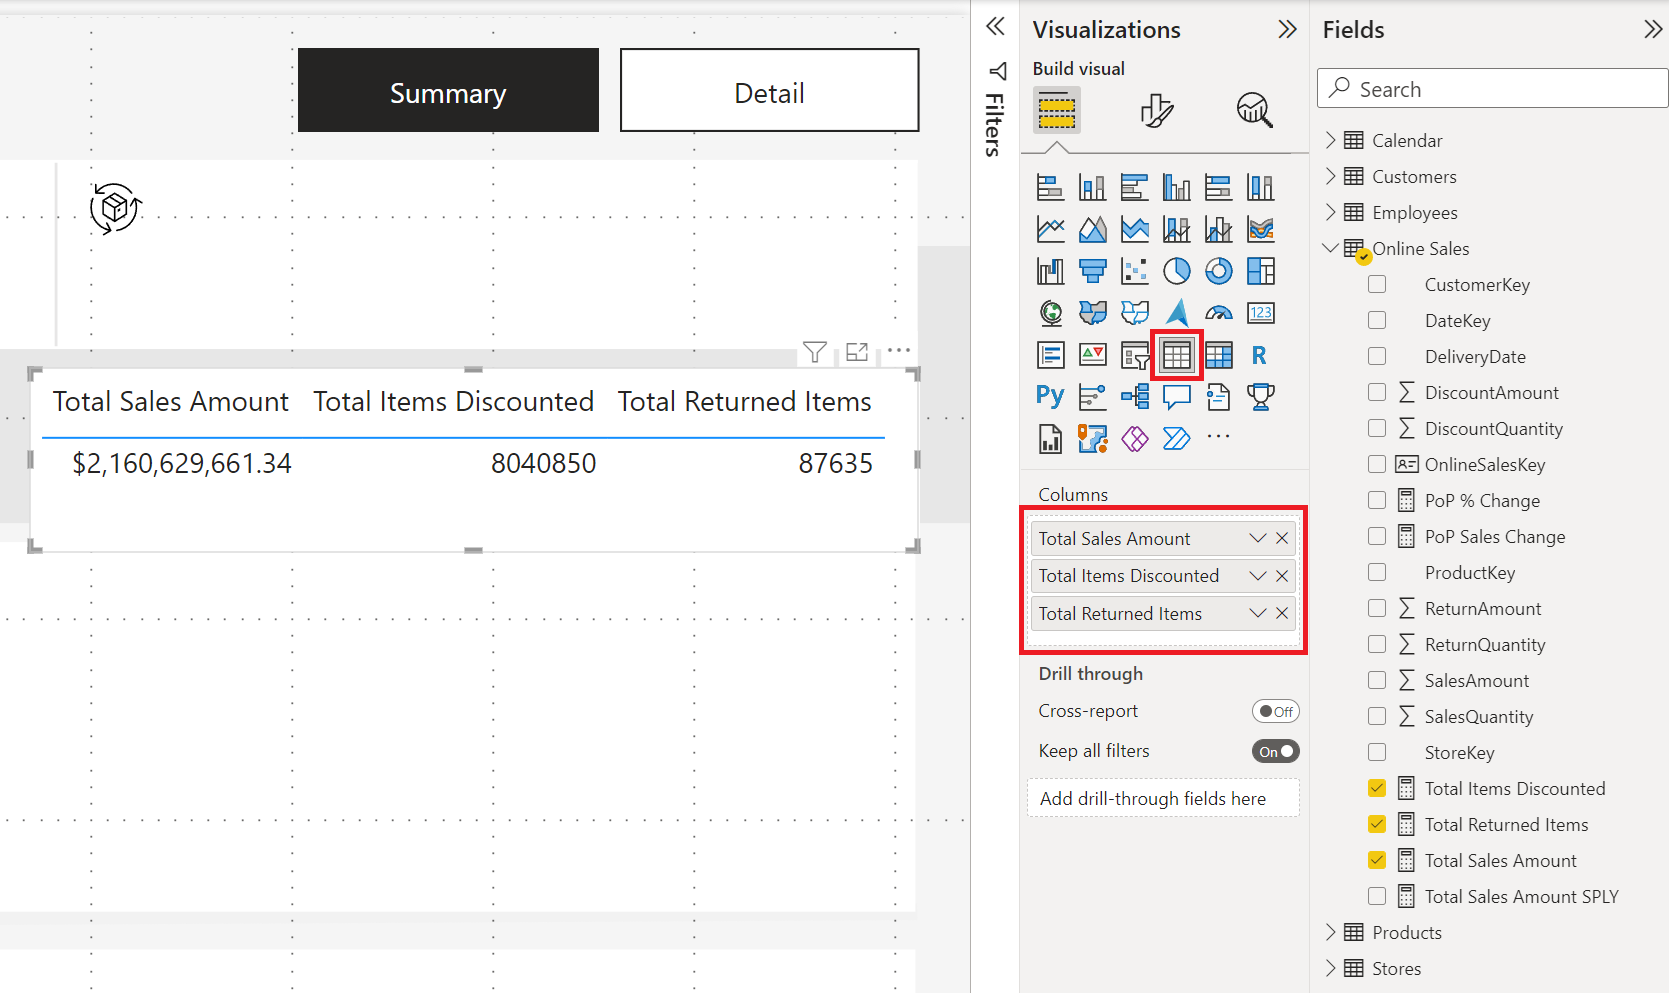 Summary
Detail
Total Sales Amount Total Items Discounted Total Returned Items
$2,160,629,661.34 8040850 87635
Filters
Visualizations
Build visual
123
R
Py
Columns
Total Sales Amount
Total Items Discounted
Total Returned Items
Drill through
Cross-report Off
Keep all filters On
Add drill-through fields here
Fields
Search
Calendar
Customers
Employees
Online Sales
CustomerKey
DateKey
DeliveryDate
DiscountAmount
DiscountQuantity
OnlineSalesKey
PoP % Change
PoP Sales Change
ProductKey
ReturnAmount
ReturnQuantity
SalesAmount
SalesQuantity
StoreKey
Total Items Discounted
Total Returned Items
Total Sales Amount
Total Sales Amount SPLY
Products
Stores